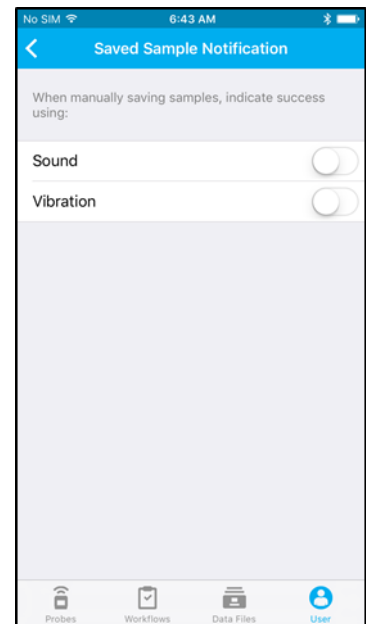 No SIM 6:43 AM
Saved Sample Notification
When manually saving samples, indicate success
using:
Sound
Vibration
Probes Workflows Data Files User